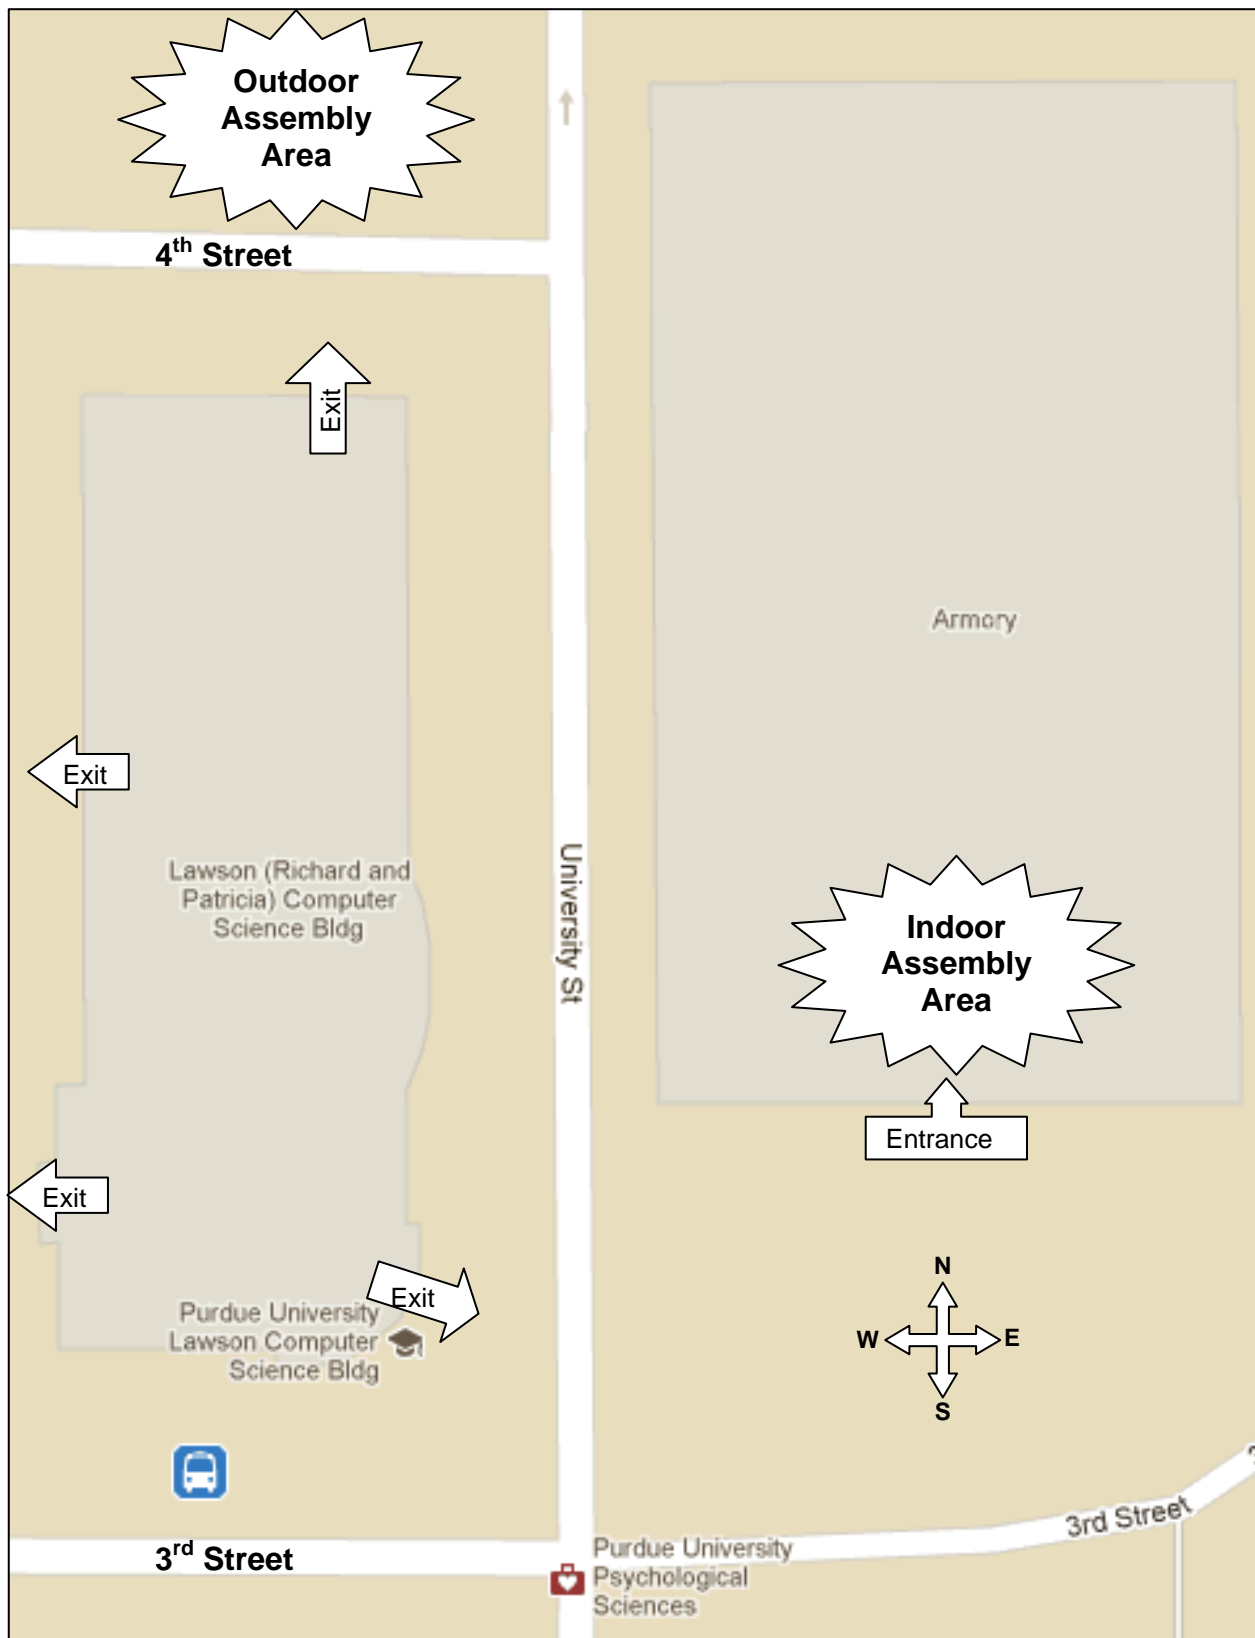 Outdoor
Assembly
Area
4th Street
Exit
Armory
Exit
Lawson (Richard and
Patricia) Computer
Science Bldg
University St
Indoor
Assembly
Area
Entrance
Exit
Exit
N
W
E
S
Purdue University
Lawson Computer
Science Bldg
3rd Street
3rd Street
Purdue University
Psychological
Sciences